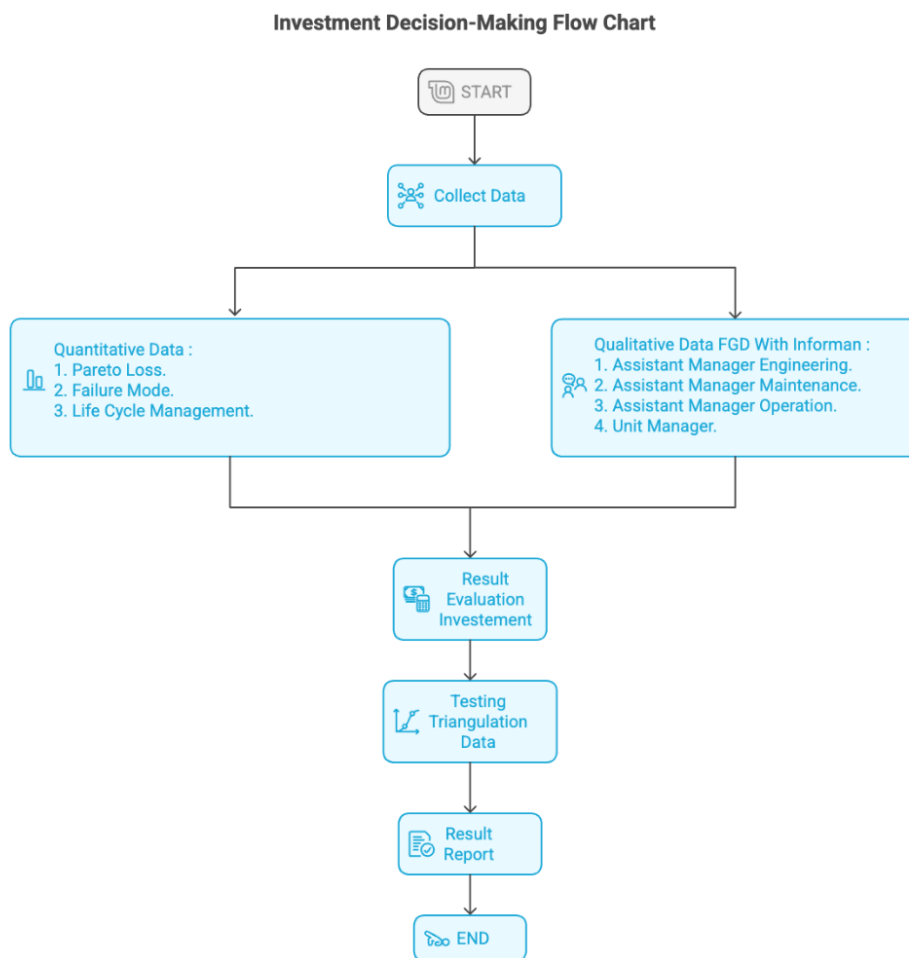 Investment Decision-Making Flow Chart
START
Collect Data
Quantitative Data :
1. Pareto Loss.
2. Failure Mode.
3. Life Cycle Management.
Qualitative Data FGD With Informan :
1. Assistant Manager Engineering.
2. Assistant Manager Maintenance.
3. Assistant Manager Operation.
4. Unit Manager.
Result
Evaluation
Investement
Testing
Triangulation
Data
Result
Report
END